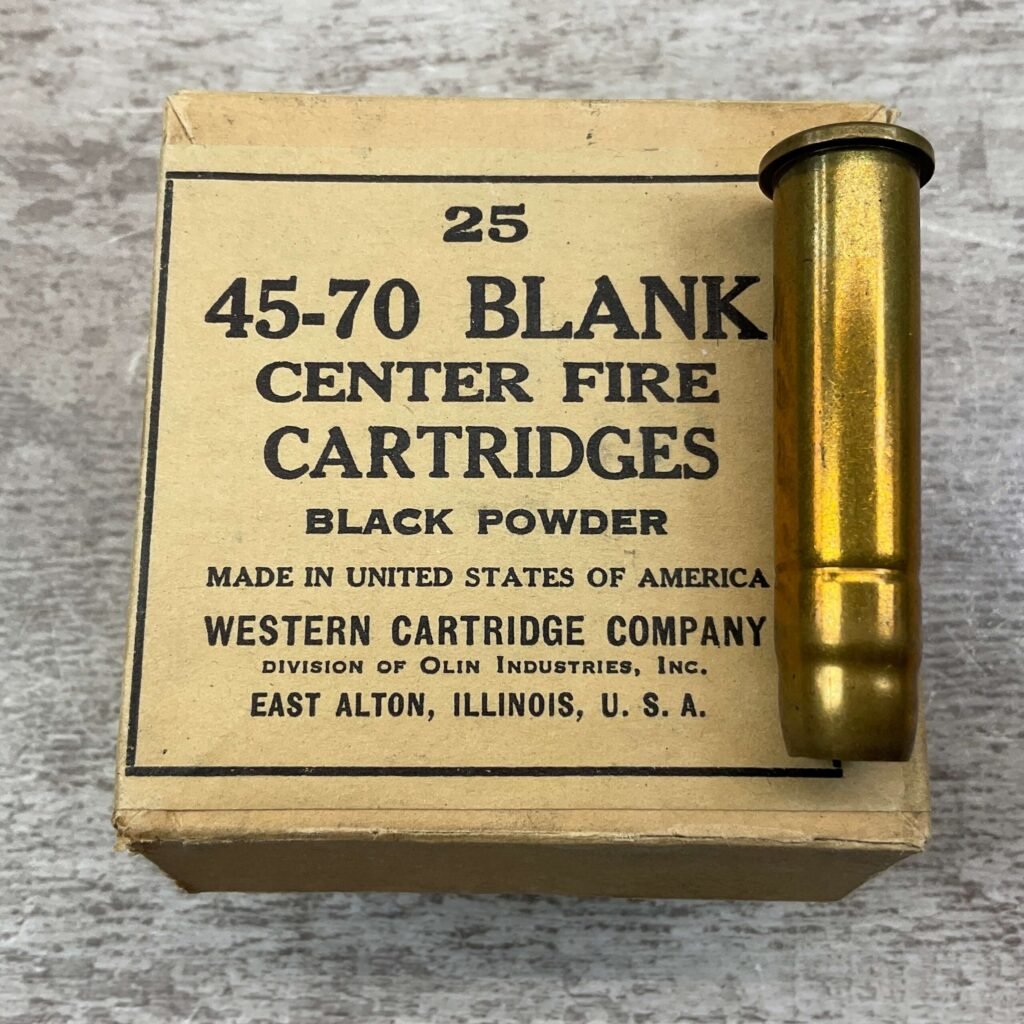 25
45-70 BLANK
CENTER FIRE
CARTRIDGES
BLACK POWDER
MADE IN UNITED STATES OF AMERICA
WESTERN CARTRIDGE COMPANY
DIVISION OF OLIN INDUSTRIES, INC.
EAST ALTON, ILLINOIS, U. S. A.